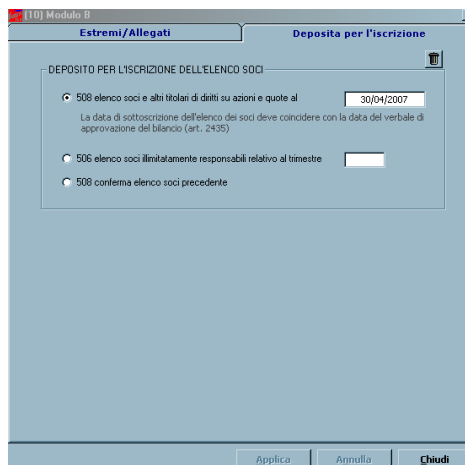 (10) Modulo B
Estremi/Allegati
Deposita per l'iscrizione
DEPOSITO PER L'ISCRIZIONE DELL'ELENCO SOCI
508 elenco soci e altri titolari di diritti su azioni e quote al 30/04/2007
La data di sottoscrizione dell'elenco dei soci deve coincidere con la data del verbale di
approvazione del bilancio (art. 2435)
506 elenco soci illimitatamente responsabili relativo al trimestre
508 conferma elenco soci precedente
Applica Annulla Chiudi